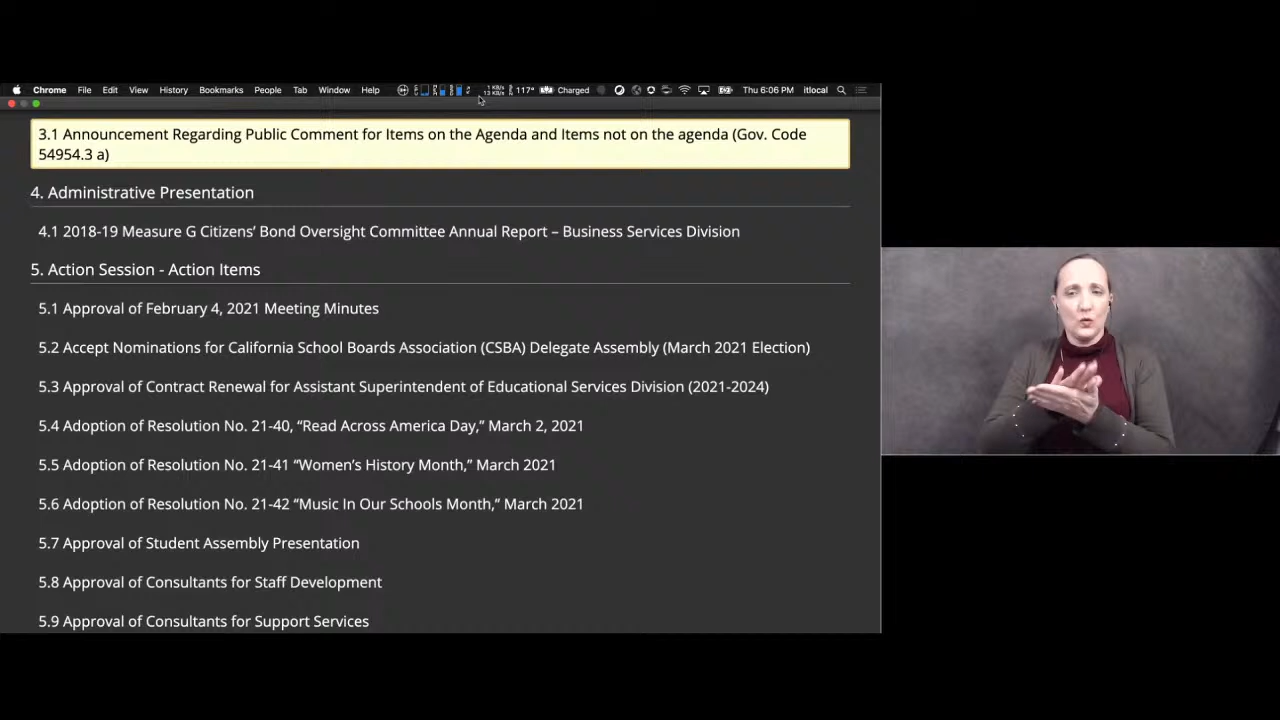 Chrome File Edit View History Bookmarks People Tab Window Help 1 KB/s 13 KB/s 117° Charged Thu 6:06 PM itlocal
3.1 Announcement Regarding Public Comment for Items on the Agenda and Items not on the agenda (Gov. Code
54954.3 a)
4. Administrative Presentation
4.1 2018-19 Measure G Citizens’ Bond Oversight Committee Annual Report – Business Services Division
5. Action Session - Action Items
5.1 Approval of February 4, 2021 Meeting Minutes
5.2 Accept Nominations for California School Boards Association (CSBA) Delegate Assembly (March 2021 Election)
5.3 Approval of Contract Renewal for Assistant Superintendent of Educational Services Division (2021-2024)
5.4 Adoption of Resolution No. 21-40, “Read Across America Day,” March 2, 2021
5.5 Adoption of Resolution No. 21-41 “Women’s History Month,” March 2021
5.6 Adoption of Resolution No. 21-42 “Music In Our Schools Month,” March 2021
5.7 Approval of Student Assembly Presentation
5.8 Approval of Consultants for Staff Development
5.9 Approval of Consultants for Support Services